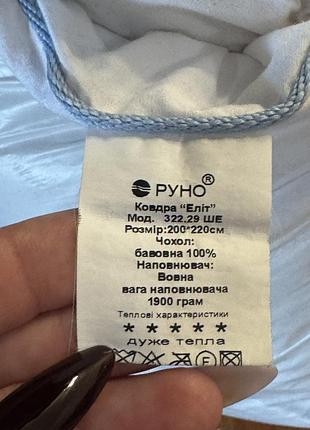 РУНО®
Ковдра "Еліт"
Мод. 322.29 ШЕ
Розмір:200*220см
Чохол:
бавовна 100%
Наповнювач:
Вовна
вага наповнювача
1900 грам
Теплові характеристики
★ ★ ★ ★ ★
дуже тепла
F